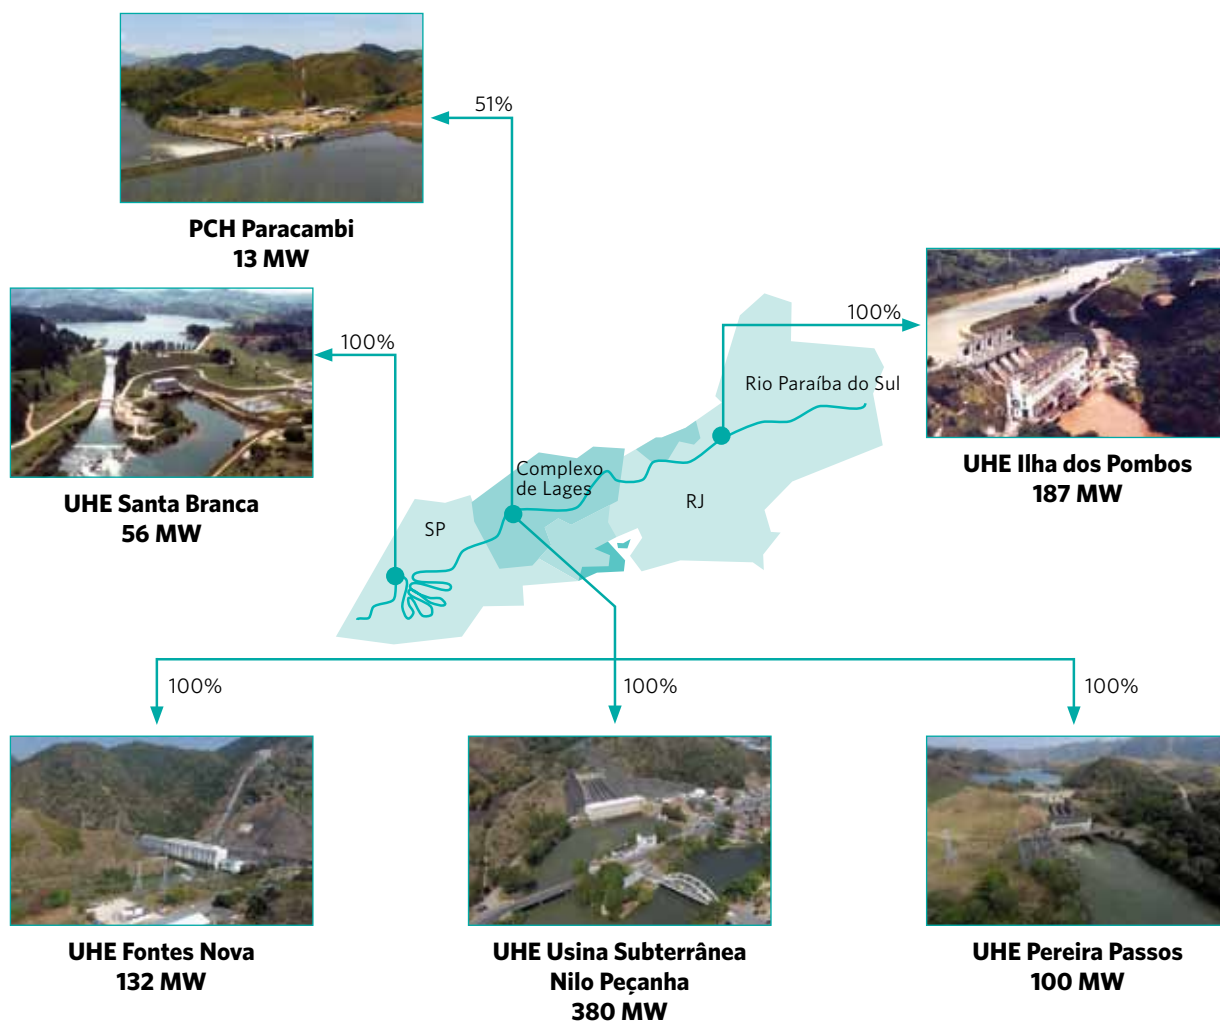 51%
PCH Paracambi
13 MW
100%
UHE Santa Branca
56 MW
100%
UHE Ilha dos Pombos
187 MW
Rio Paraíba do Sul
Complexo
de Lages
SP
RJ
100%
100%
100%
UHE Fontes Nova
132 MW
UHE Usina Subterrânea
Nilo Peçanha
380 MW
UHE Pereira Passos
100 MW